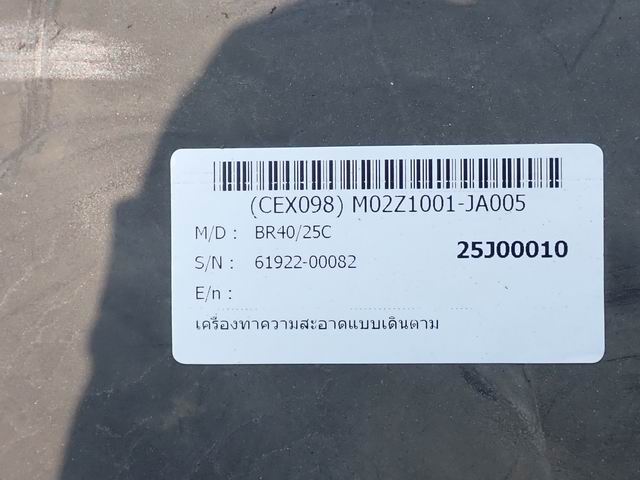 (CEX098) M02Z1001-JA005
M/D : BR40/25C
25J00010
S/N : 61922-00082
E/n :
เครื่องทำความสะอาดแบบเดินตาม